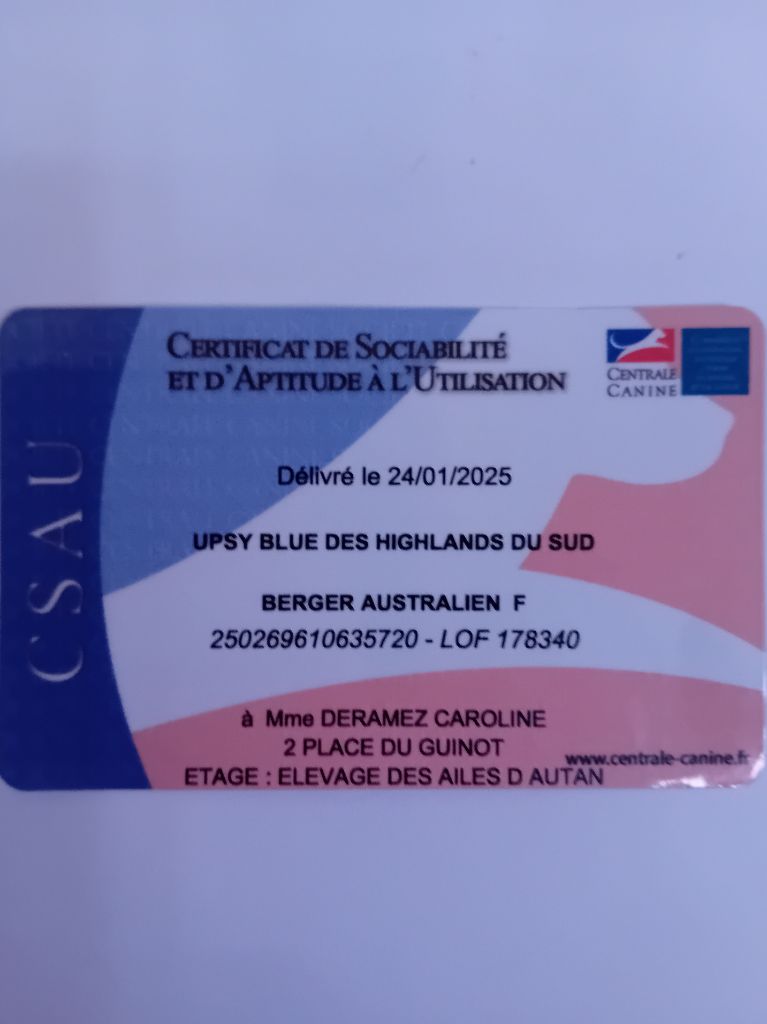 CERTIFICAT DE SOCIABILITÉ
ET D'APTITUDE À L'UTILISATION
CENTRALE
CANINE
CSAU
Délivré le 24/01/2025
UPSY BLUE DES HIGHLANDS DU SUD
BERGER AUSTRALIEN F
250269610635720 - LOF 178340
à Mme DERAMEZ CAROLINE
2 PLACE DU GUINOT
www.centrale-canine.fr
ETAGE : ELEVAGE DES AILES D AUTAN